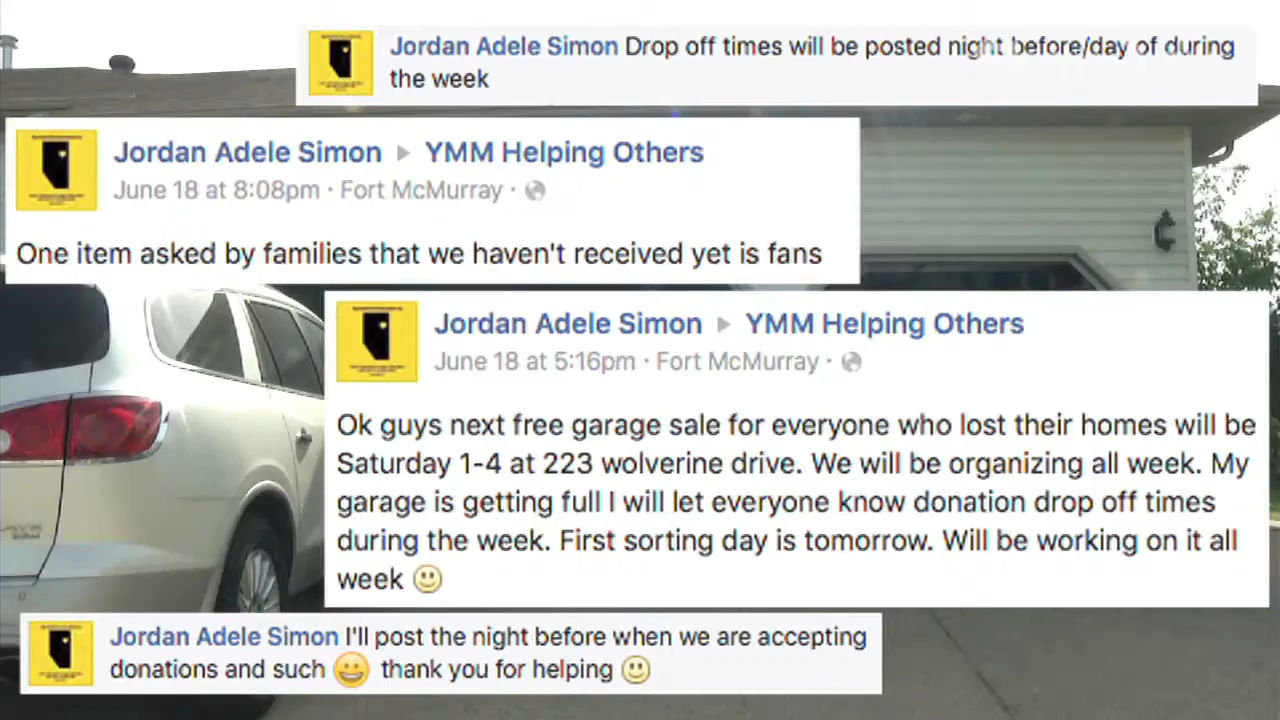 Jordan Adele Simon Drop off times will be posted night before/day of during
the week
Jordan Adele Simon ▸ YMM Helping Others
June 18 at 8:08pm · Fort McMurray ·
One item asked by families that we haven't received yet is fans
Jordan Adele Simon ▸ YMM Helping Others
June 18 at 5:16pm · Fort McMurray ·
Ok guys next free garage sale for everyone who lost their homes will be
Saturday 1-4 at 223 wolverine drive. We will be organizing all week. My
garage is getting full I will let everyone know donation drop off times
during the week. First sorting day is tomorrow. Will be working on it all
week 🙂
Jordan Adele Simon I'll post the night before when we are accepting
donations and such 😀 thank you for helping 🙂